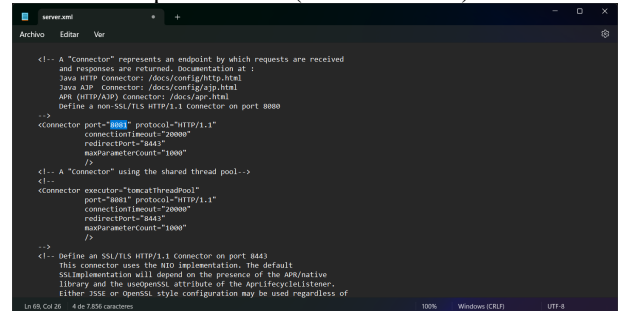 server.xml
Archivo Editar Ver
<!-- A "Connector" represents an endpoint by which requests are received
and responses are returned. Documentation at :
Java HTTP Connector: /docs/config/http.html
Java AJP Connector: /docs/config/ajp.html
APR (HTTP/AJP) Connector: /docs/apr.html
Define a non-SSL/TLS HTTP/1.1 Connector on port 8080
-->
<Connector port="8081" protocol="HTTP/1.1"
connectionTimeout="20000"
redirectPort="8443"
maxParameterCount="1000"
/>
<!-- A "Connector" using the shared thread pool-->
<!--
<Connector executor="tomcatThreadPool"
port="8081" protocol="HTTP/1.1"
connectionTimeout="20000"
redirectPort="8443"
maxParameterCount="1000"
/>
-->
<!-- Define an SSL/TLS HTTP/1.1 Connector on port 8443
This connector uses the NIO implementation. The default
SSLImplementation will depend on the presence of the APR/native
library and the useOpenSSL attribute of the AprLifecycleListener.
Either JSSE or OpenSSL style configuration may be used regardless of
Ln 69, Col 26 4 de 7.856 caracteres 100% Windows (CRLF) UTF-8